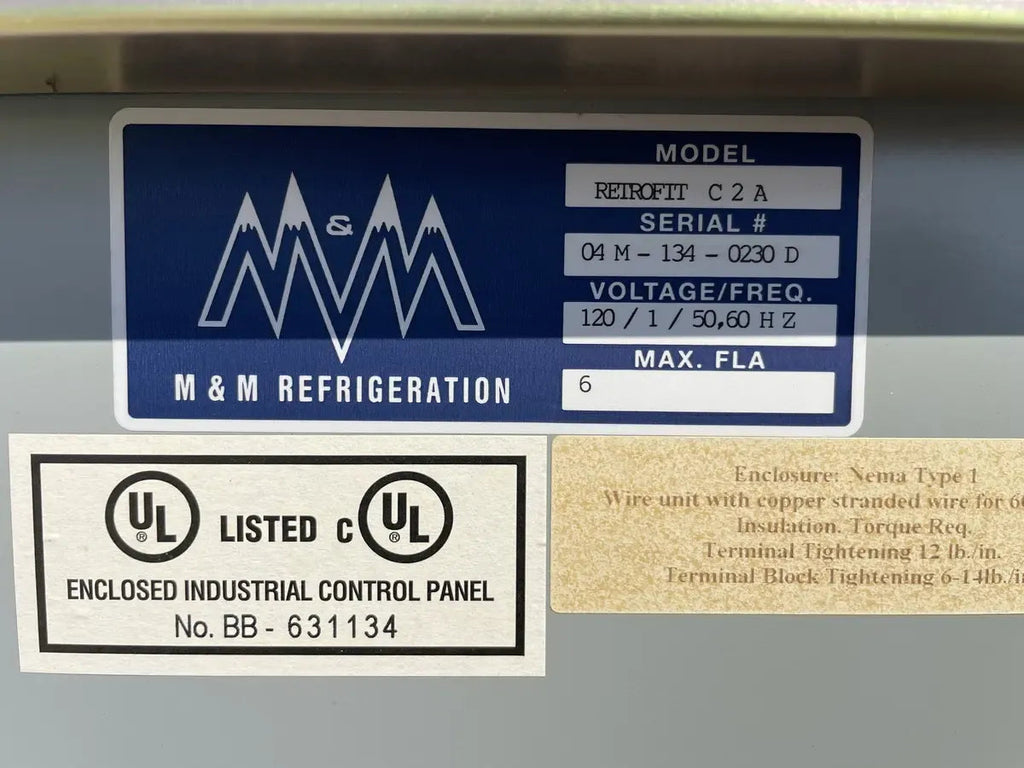 M & M
M & M REFRIGERATION
MODEL
RETROFIT C 2 A
SERIAL #
04 M - 134 - 0230 D
VOLTAGE/FREQ.
120 / 1 / 50,60 H Z
MAX. FLA
6
UL ® LISTED C UL ®
ENCLOSED INDUSTRIAL CONTROL PANEL
No. BB - 631134
Enclosure: Nema Type 1
Wire unit with copper stranded wire for
Insulation. Torque Req.
Terminal Tightening 12 lb./in.
Terminal Block Tightening 6-14lb./in